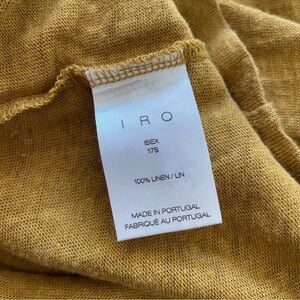 IRO
IBEX
17S
100% LINEN / LIN
MADE IN PORTUGAL
FABRIQUÉ AU PORTUGAL